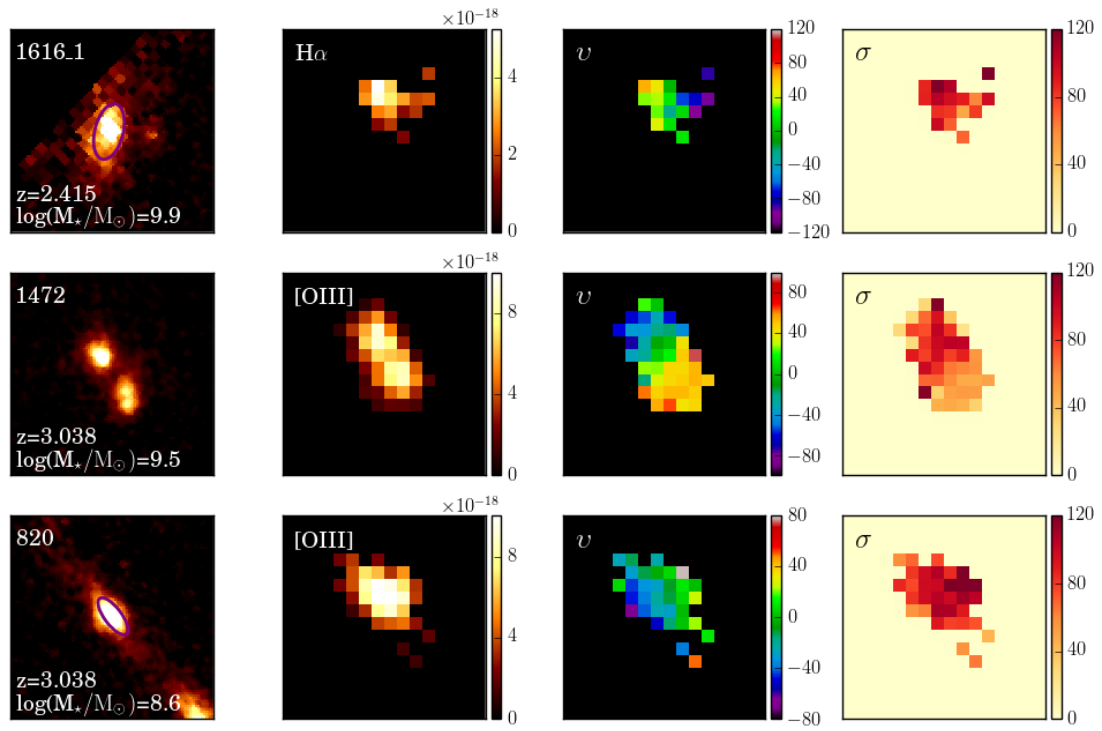 ×10⁻¹⁸
1616_1
Hα
υ
σ
z=2.415
log(M⋆/M⊙)=9.9
4
2
0
120
80
40
0
−40
−80
−120
120
80
40
0
×10⁻¹⁸
1472
[OIII]
υ
σ
z=3.038
log(M⋆/M⊙)=9.5
8
4
0
80
40
0
−40
−80
120
80
40
0
×10⁻¹⁸
820
[OIII]
υ
σ
z=3.038
log(M⋆/M⊙)=8.6
8
4
0
80
40
0
−40
−80
120
80
40
0